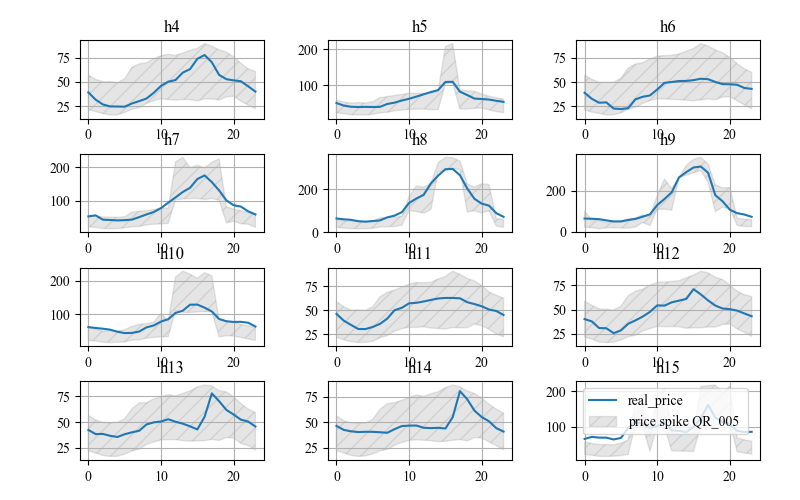 h4 h5 h6
75 50 25 200 100 75 50 25
0 10 20 0 10 20 0 10 20
h7 h8 h9
200 100 200 0 200 0
0 10 20 0 10 20 0 10 20
h10 h11 h12
200 100 75 50 25 75 50 25
0 10 20 0 10 20 0 10 20
h13 h14 h15
75 50 25 75 50 25 200 100
real_price
price spike QR_005
0 10 20 0 10 20 0 10 20